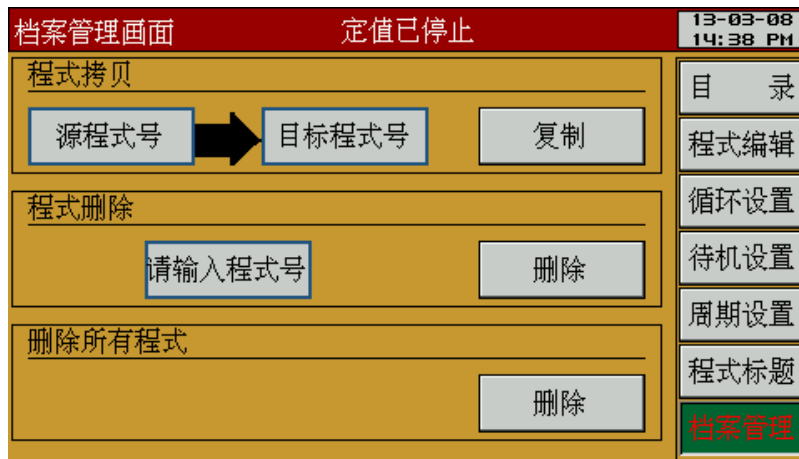 档案管理画面
定值已停止
13-03-08
14:38 PM
程式拷贝
源程式号
目标程式号
复制
程式删除
请输入程式号
删除
删除所有程式
删除
目 录
程式编辑
循环设置
待机设置
周期设置
程式标题
档案管理